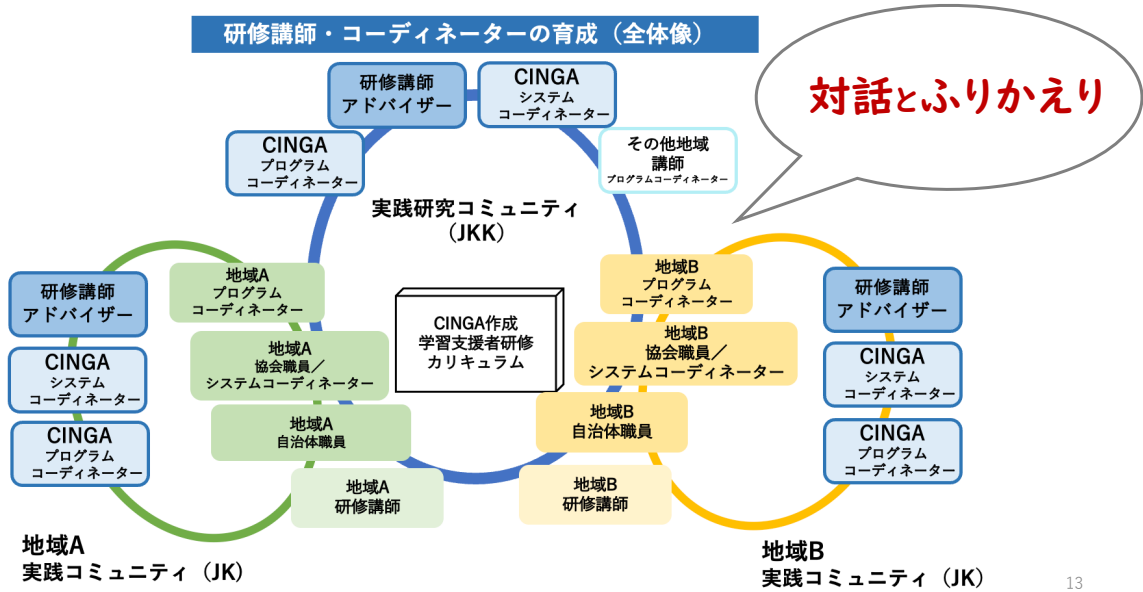 研修講師・コーディネーターの育成（全体像）
対話とふりかえり
研修講師
アドバイザー
CINGA
システム
コーディネーター
CINGA
プログラム
コーディネーター
その他地域
講師
プログラムコーディネーター
実践研究コミュニティ
（JKK）
CINGA作成
学習支援者研修
カリキュラム
地域A
プログラム
コーディネーター
地域A
協会職員／
システムコーディネーター
地域A
自治体職員
地域A
研修講師
研修講師
アドバイザー
CINGA
システム
コーディネーター
CINGA
プログラム
コーディネーター
地域A
実践コミュニティ（JK）
地域B
プログラム
コーディネーター
地域B
協会職員／
システムコーディネーター
地域B
自治体職員
地域B
研修講師
研修講師
アドバイザー
CINGA
システム
コーディネーター
CINGA
プログラム
コーディネーター
地域B
実践コミュニティ（JK）
13